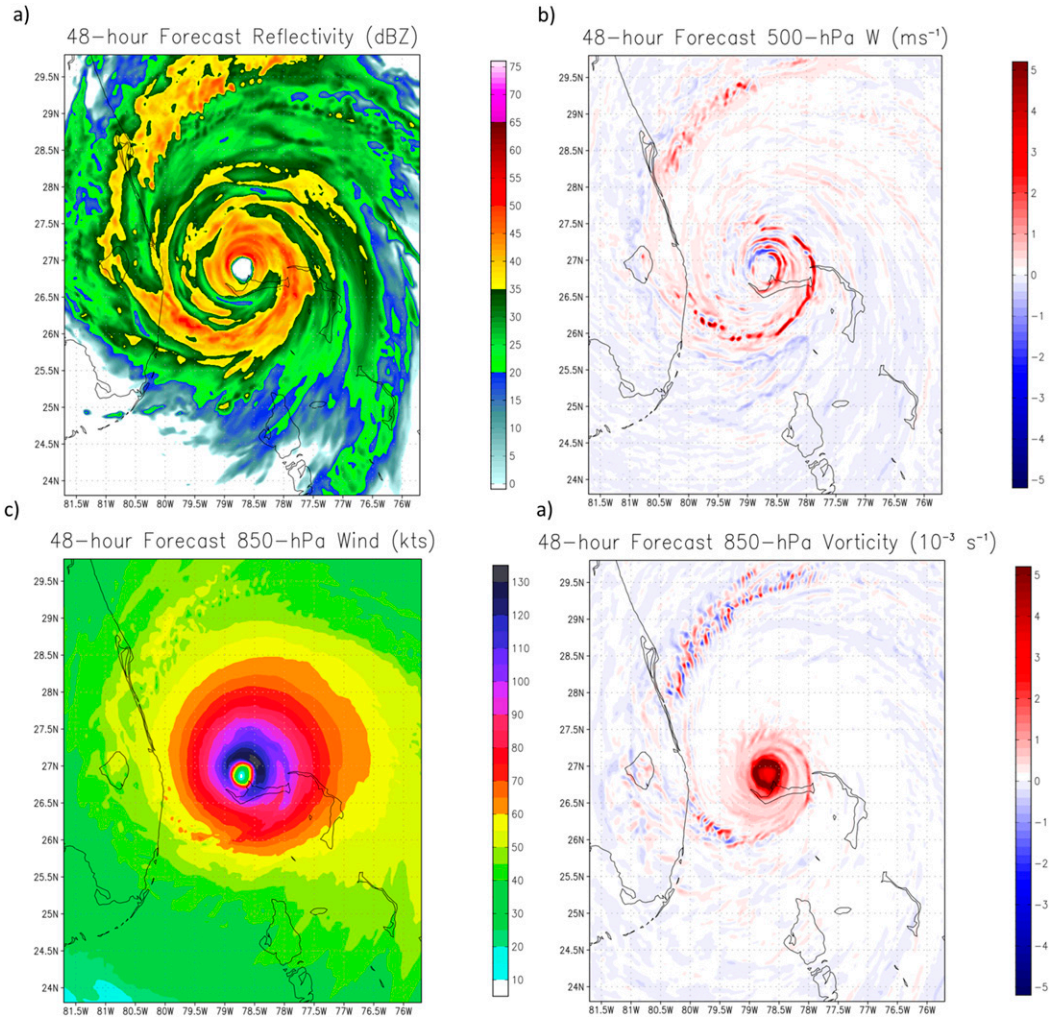 a)
48-hour Forecast Reflectivity (dBZ)
29.5N
29N
28.5N
28N
27.5N
27N
26.5N
26N
25.5N
25N
24.5N
24N
81.5W 81W 80.5W 80W 79.5W 79W 78.5W 78W 77.5W 77W 76.5W 76W
75
70
65
60
55
50
45
40
35
30
25
20
15
10
5
0
b)
48-hour Forecast 500-hPa W (ms⁻¹)
29.5N
29N
28.5N
28N
27.5N
27N
26.5N
26N
25.5N
25N
24.5N
24N
81.5W 81W 80.5W 80W 79.5W 79W 78.5W 78W 77.5W 77W 76.5W 76W
5
4
3
2
1
0
-1
-2
-3
-4
-5
c)
48-hour Forecast 850-hPa Wind (kts)
29.5N
29N
28.5N
28N
27.5N
27N
26.5N
26N
25.5N
25N
24.5N
24N
81.5W 81W 80.5W 80W 79.5W 79W 78.5W 78W 77.5W 77W 76.5W 76W
130
120
110
100
90
80
70
60
50
40
30
20
10
a)
48-hour Forecast 850-hPa Vorticity (10⁻³ s⁻¹)
29.5N
29N
28.5N
28N
27.5N
27N
26.5N
26N
25.5N
25N
24.5N
24N
81.5W 81W 80.5W 80W 79.5W 79W 78.5W 78W 77.5W 77W 76.5W 76W
5
4
3
2
1
0
-1
-2
-3
-4
-5